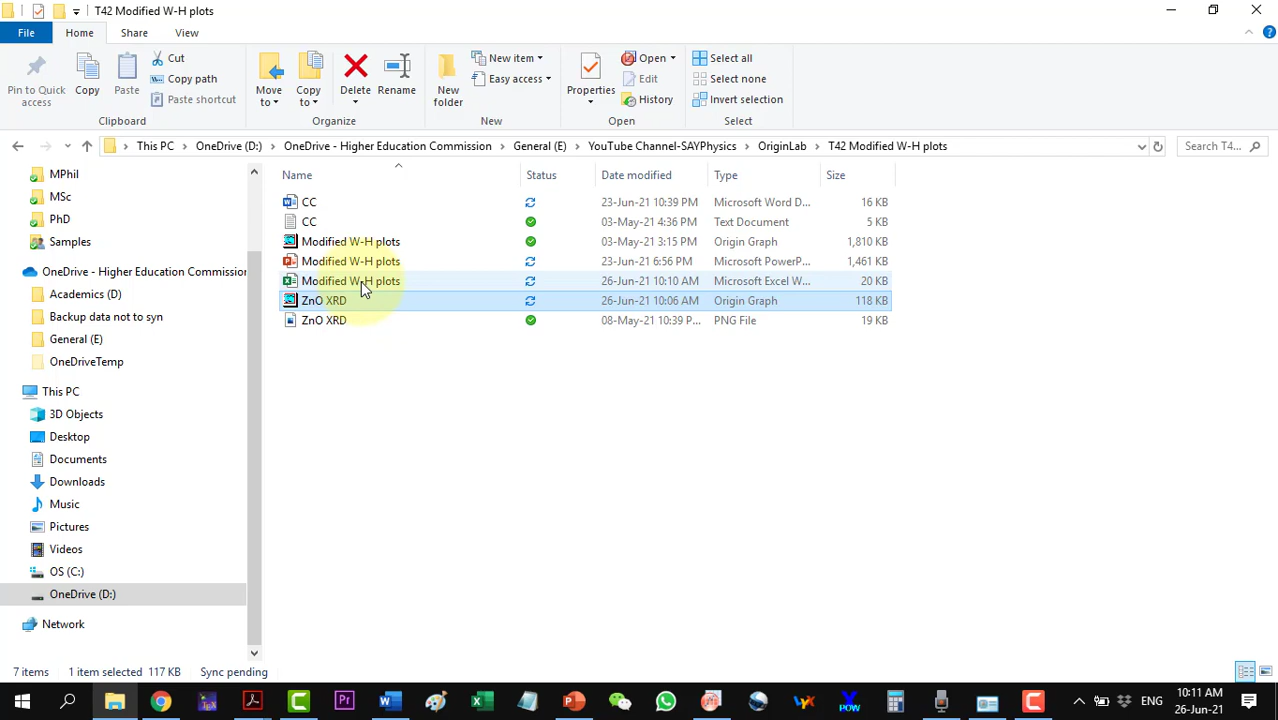 T42 Modified W-H plots
File Home Share View
Pin to Quick access
Copy
Paste
Cut
Copy path
Paste shortcut
Clipboard
Move to
Copy to
Delete
Rename
Organize
New folder
New item
Easy access
New
Properties
Open
Edit
History
Open
Select all
Select none
Invert selection
Select
This PC > OneDrive (D:) > OneDrive - Higher Education Commission > General (E) > YouTube Channel-SAYPhysics > OriginLab > T42 Modified W-H plots
Search T4...
MPhil
MSc
PhD
Samples
OneDrive - Higher Education Commission
Academics (D)
Backup data not to syn
General (E)
OneDriveTemp
This PC
3D Objects
Desktop
Documents
Downloads
Music
Pictures
Videos
OS (C:)
OneDrive (D:)
Network
Name Status Date modified Type Size
CC 23-Jun-21 10:39 PM Microsoft Word D... 16 KB
CC 03-May-21 4:36 PM Text Document 5 KB
Modified W-H plots 03-May-21 3:15 PM Origin Graph 1,810 KB
Modified W-H plots 23-Jun-21 6:56 PM Microsoft PowerP... 1,461 KB
Modified W-H plots 26-Jun-21 10:10 AM Microsoft Excel W... 20 KB
ZnO XRD 26-Jun-21 10:06 AM Origin Graph 118 KB
ZnO XRD 08-May-21 10:39 P... PNG File 19 KB
7 items 1 item selected 117 KB Sync pending
ENG
10:11 AM
26-Jun-21